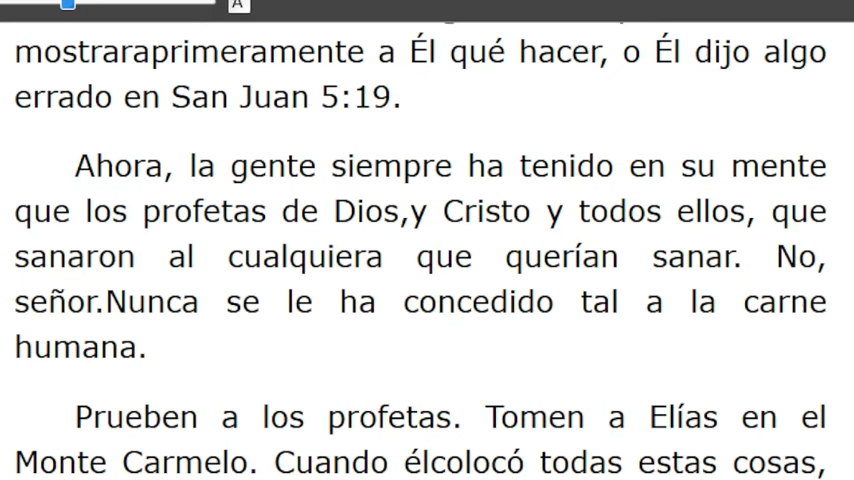 A
mostraraprimeramente a Él qué hacer, o Él dijo algo
errado en San Juan 5:19.
Ahora, la gente siempre ha tenido en su mente
que los profetas de Dios,y Cristo y todos ellos, que
sanaron al cualquiera que querían sanar. No,
señor.Nunca se le ha concedido tal a la carne
humana.
Prueben a los profetas. Tomen a Elías en el
Monte Carmelo. Cuando élcolocó todas estas cosas,